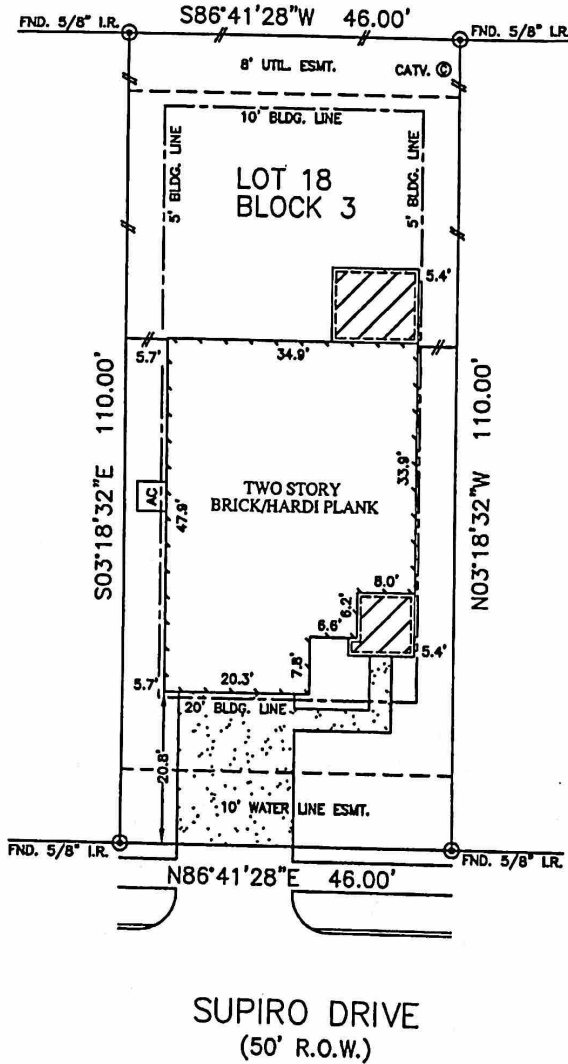 S86°41'28"W 46.00'
FND. 5/8" I.R.
FND. 5/8" I.R.
8' UTIL. ESMT.
CATV. ©
10' BLDG. LINE
5' BLDG. LINE
5' BLDG. LINE
LOT 18
BLOCK 3
5.4'
5.7'
34.9'
S03°18'32"E 110.00'
N03°18'32"W 110.00'
AC
47.9'
TWO STORY
BRICK/HARDI PLANK
33.9'
8.0'
6.2'
6.6'
7.8'
5.4'
5.7'
20.3'
20' BLDG. LINE
20.8'
10' WATER LINE ESMT.
FND. 5/8" I.R.
FND. 5/8" I.R.
N86°41'28"E 46.00'
SUPIRO DRIVE
(50' R.O.W.)